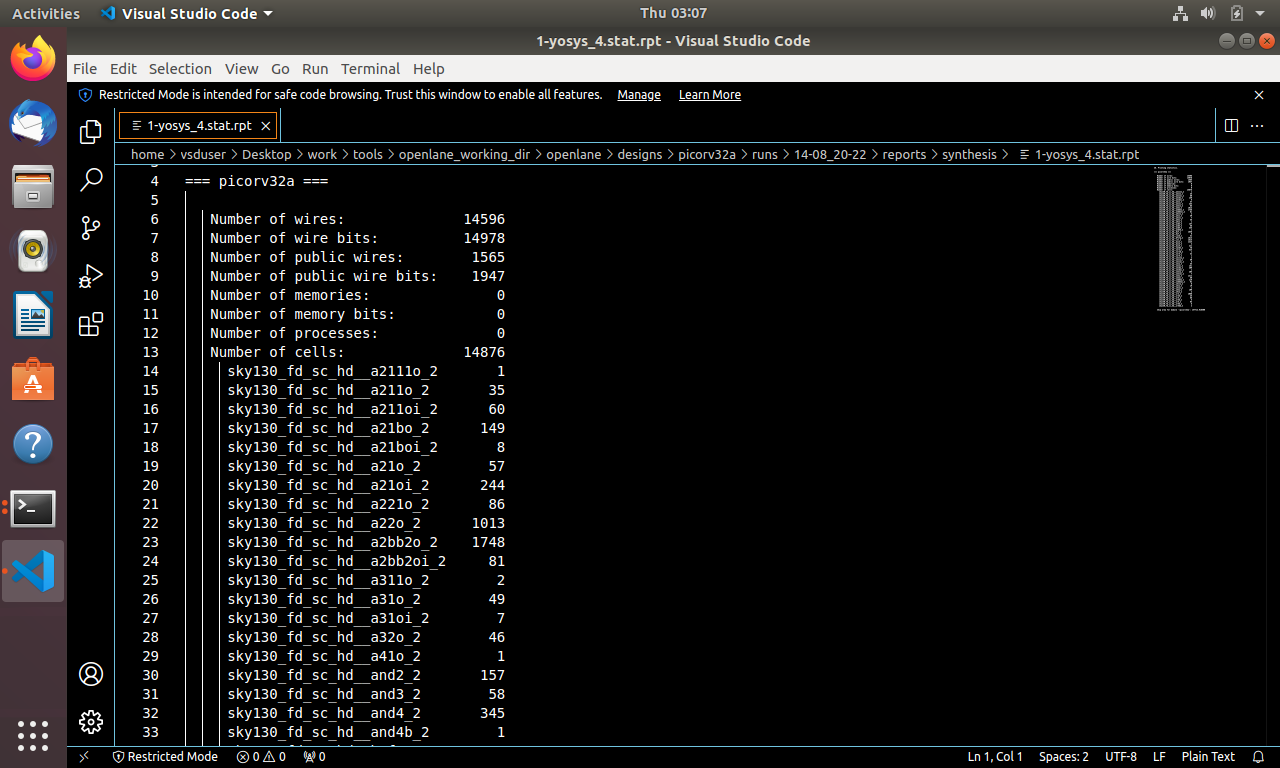 Activities
Visual Studio Code
Thu 03:07
1-yosys_4.stat.rpt - Visual Studio Code
File Edit Selection View Go Run Terminal Help
Restricted Mode is intended for safe code browsing. Trust this window to enable all features. Manage Learn More
1-yosys_4.stat.rpt
home > vsduser > Desktop > work > tools > openlane_working_dir > openlane > designs > picorv32a > runs > 14-08_20-22 > reports > synthesis > 1-yosys_4.stat.rpt
4 === picorv32a ===
5
6 Number of wires: 14596
7 Number of wire bits: 14978
8 Number of public wires: 1565
9 Number of public wire bits: 1947
10 Number of memories: 0
11 Number of memory bits: 0
12 Number of processes: 0
13 Number of cells: 14876
14 sky130_fd_sc_hd__a2111o_2 1
15 sky130_fd_sc_hd__a211o_2 35
16 sky130_fd_sc_hd__a211oi_2 60
17 sky130_fd_sc_hd__a21bo_2 149
18 sky130_fd_sc_hd__a21boi_2 8
19 sky130_fd_sc_hd__a21o_2 57
20 sky130_fd_sc_hd__a21oi_2 244
21 sky130_fd_sc_hd__a221o_2 86
22 sky130_fd_sc_hd__a22o_2 1013
23 sky130_fd_sc_hd__a2bb2o_2 1748
24 sky130_fd_sc_hd__a2bb2oi_2 81
25 sky130_fd_sc_hd__a311o_2 2
26 sky130_fd_sc_hd__a31o_2 49
27 sky130_fd_sc_hd__a31oi_2 7
28 sky130_fd_sc_hd__a32o_2 46
29 sky130_fd_sc_hd__a41o_2 1
30 sky130_fd_sc_hd__and2_2 157
31 sky130_fd_sc_hd__and3_2 58
32 sky130_fd_sc_hd__and4_2 345
33 sky130_fd_sc_hd__and4b_2 1
Restricted Mode 0 0 0 Ln 1, Col 1 Spaces: 2 UTF-8 LF Plain Text